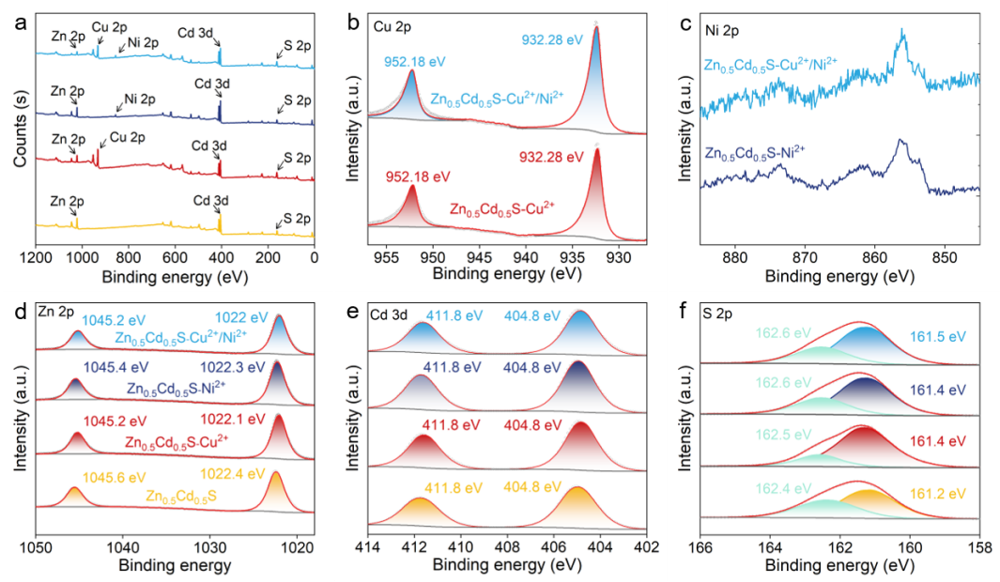 a
Zn 2p
Cu 2p
Ni 2p
Cd 3d
S 2p
Zn 2p
Ni 2p
Cd 3d
S 2p
Zn 2p
Cu 2p
Cd 3d
S 2p
Zn 2p
Cd 3d
S 2p
Counts (s)
1200 1000 800 600 400 200 0
Binding energy (eV)
b
Cu 2p
932.28 eV
952.18 eV
Zn₀.₅Cd₀.₅S-Cu²⁺/Ni²⁺
932.28 eV
952.18 eV
Zn₀.₅Cd₀.₅S-Cu²⁺
Intensity (a.u.)
955 950 945 940 935 930
Binding energy (eV)
c
Ni 2p
Zn₀.₅Cd₀.₅S-Cu²⁺/Ni²⁺
Zn₀.₅Cd₀.₅S-Ni²⁺
Intensity (a.u.)
880 870 860 850
Binding energy (eV)
d
Zn 2p
1045.2 eV 1022 eV
Zn₀.₅Cd₀.₅S-Cu²⁺/Ni²⁺
1045.4 eV 1022.3 eV
Zn₀.₅Cd₀.₅S-Ni²⁺
1045.2 eV 1022.1 eV
Zn₀.₅Cd₀.₅S-Cu²⁺
1045.6 eV 1022.4 eV
Zn₀.₅Cd₀.₅S
Intensity (a.u.)
1050 1040 1030 1020
Binding energy
e
Cd 3d
411.8 eV 404.8 eV
411.8 eV 404.8 eV
411.8 eV 404.8 eV
411.8 eV 404.8 eV
Intensity (a.u.)
414 412 410 408 406 404 402
Binding energy (eV)
f
S 2p
162.6 eV 161.5 eV
162.6 eV 161.4 eV
162.5 eV 161.4 eV
162.4 eV 161.2 eV
Intensity (a.u.)
166 164 162 160 158
Binding energy (eV)